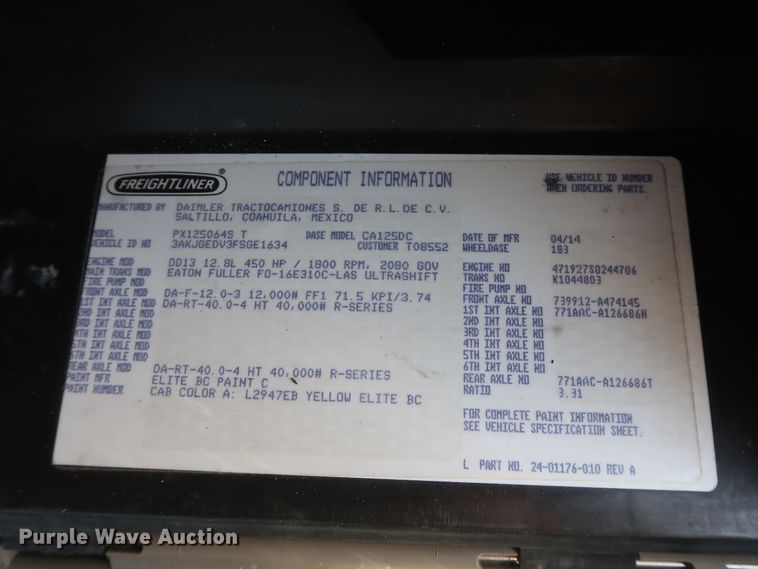 FREIGHTLINER
COMPONENT INFORMATION
USE VEHICLE ID NUMBER
WHEN ORDERING PARTS.
MANUFACTURED BY DAIMLER TRACTOCAMIONES S. DE R.L.DE C.V.
SALTILLO, COAHUILA, MEXICO
MODEL PX125064S T BASE MODEL CA125DC DATE OF MFR 04/14
VEHICLE ID NO 3AKJGEDV3FSGE1634 CUSTOMER T08552 WHEELBASE 183
ENGINE MOD DD13 12.8L 450 HP / 1800 RPM, 2080 GOV ENGINE NO 471927S0244706
MAIN TRANS MOD EATON FULLER FO-16E310C-LAS ULTRASHIFT TRANS NO K1044803
FIRE PUMP MOD FIRE PUMP NO
FRONT AXLE MOD DA-F-12.0-3 12,000# FF1 71.5 KPI/3.74 FRONT AXLE NO 739912-A474145
1ST INT AXLE MOD DA-RT-40.0-4 HT 40,000# R-SERIES 1ST INT AXLE NO 771AAC-A126686H
2ND INT AXLE MOD 2ND INT AXLE NO
3RD INT AXLE MOD 3RD INT AXLE NO
4TH INT AXLE MOD 4TH INT AXLE NO
5TH INT AXLE MOD 5TH INT AXLE NO
6TH INT AXLE MOD 6TH INT AXLE NO
REAR AXLE MOD DA-RT-40.0-4 HT 40,000# R-SERIES REAR AXLE NO 771AAC-A126686T
PAINT MFR ELITE BC PAINT C RATIO 3.31
PAINT NUMBER CAB COLOR A: L2947EB YELLOW ELITE BC
FOR COMPLETE PAINT INFORMATION
SEE VEHICLE SPECIFICATION SHEET.
L PART NO. 24-01176-010 REV A
Purple Wave Auction